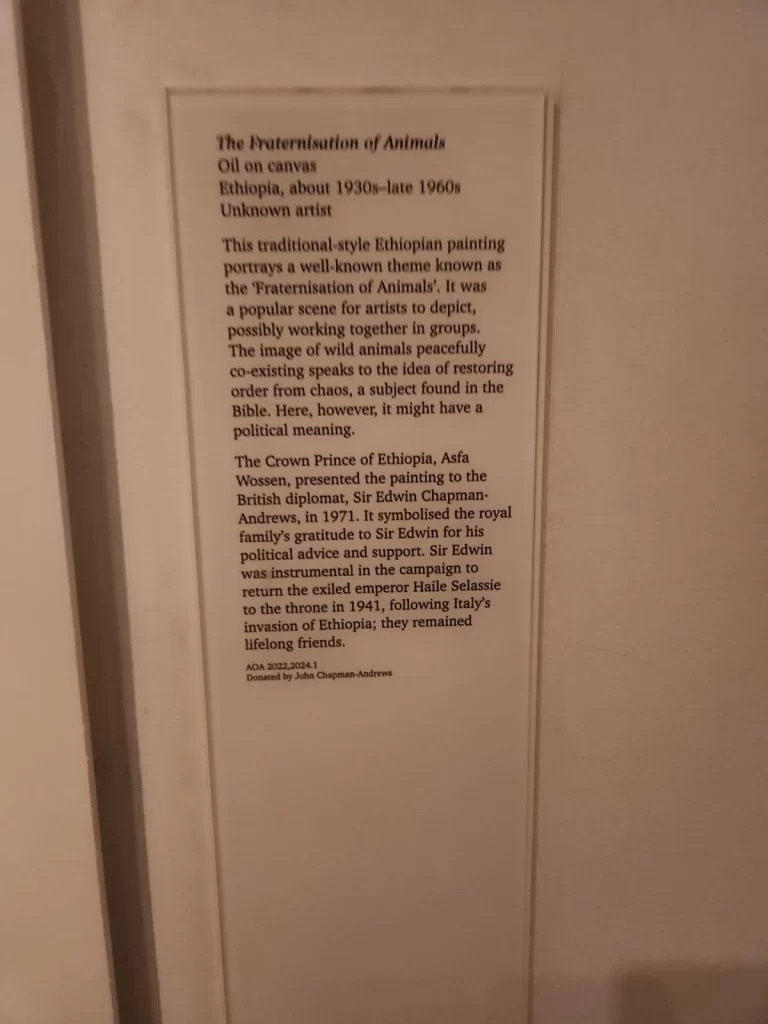 The Fraternisation of Animals
Oil on canvas
Ethiopia, about 1930s–late 1960s
Unknown artist
This traditional-style Ethiopian painting
portrays a well-known theme known as
the 'Fraternisation of Animals'. It was
a popular scene for artists to depict,
possibly working together in groups.
The image of wild animals peacefully
co-existing speaks to the idea of restoring
order from chaos, a subject found in the
Bible. Here, however, it might have a
political meaning.
The Crown Prince of Ethiopia, Asfa
Wossen, presented the painting to the
British diplomat, Sir Edwin Chapman-
Andrews, in 1971. It symbolised the royal
family's gratitude to Sir Edwin for his
political advice and support. Sir Edwin
was instrumental in the campaign to
return the exiled emperor Haile Selassie
to the throne in 1941, following Italy's
invasion of Ethiopia; they remained
lifelong friends.
AOA 2022,2024.1
Donated by John Chapman-Andrews